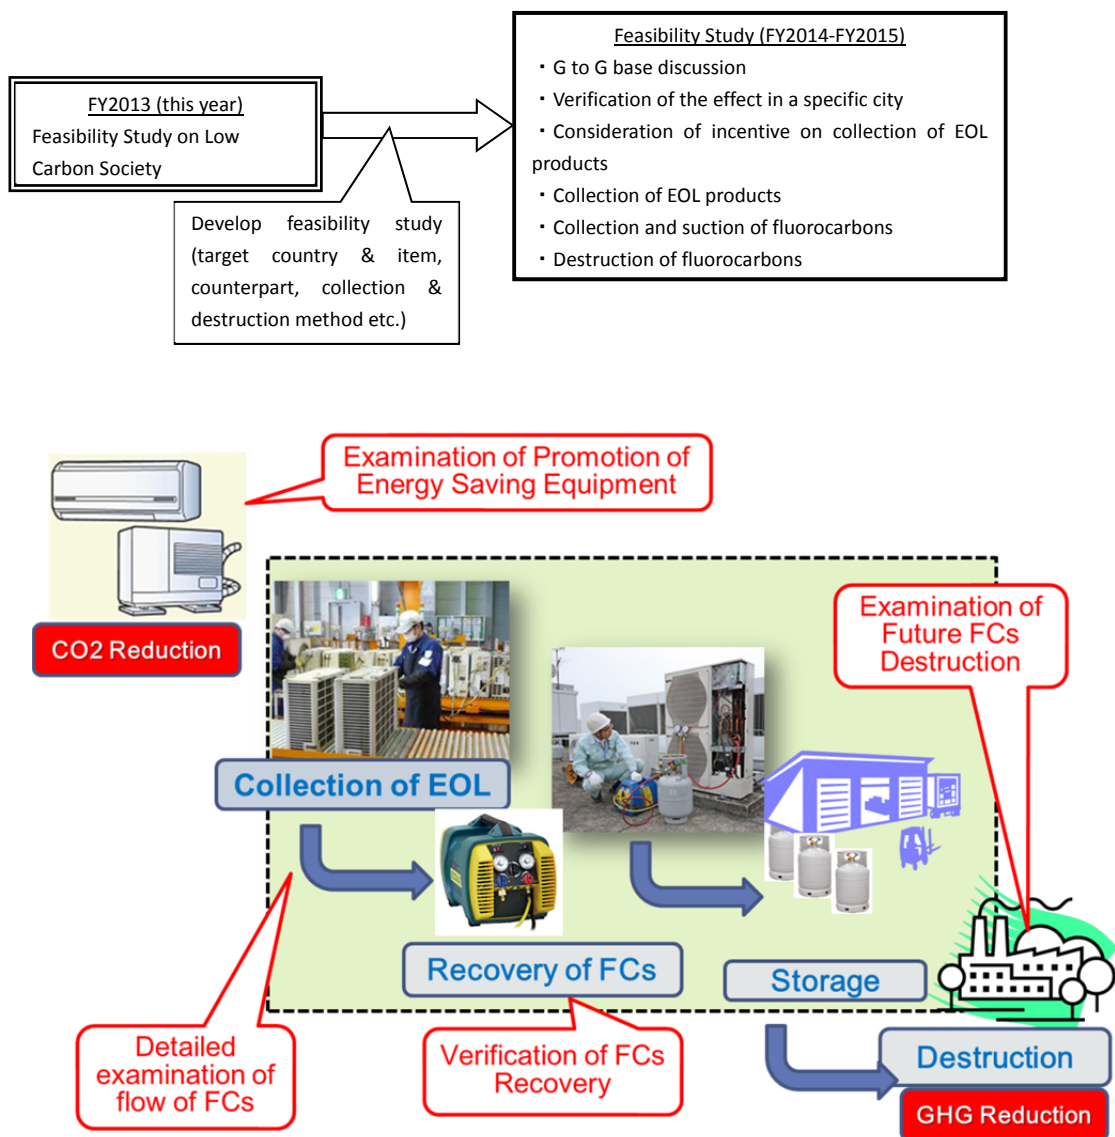 Feasibility Study (FY2014-FY2015)
・G to G base discussion
・Verification of the effect in a specific city
・Consideration of incentive on collection of EOL
products
・Collection of EOL products
・Collection and suction of fluorocarbons
・Destruction of fluorocarbons
FY2013 (this year)
Feasibility Study on Low
Carbon Society
Develop feasibility study
(target country & item,
counterpart, collection &
destruction method etc.)
Examination of Promotion of
Energy Saving Equipment
CO2 Reduction
Examination of
Future FCs
Destruction
Collection of EOL
Recovery of FCs
Storage
Detailed
examination of
flow of FCs
Verification of FCs
Recovery
Destruction
GHG Reduction